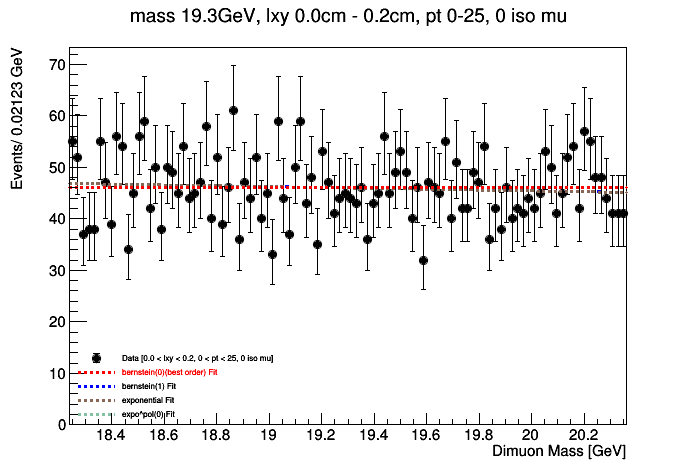 mass 19.3GeV, lxy 0.0cm - 0.2cm, pt 0-25, 0 iso mu
Events/ 0.02123 GeV
70
60
50
40
30
20
10
0
Data [0.0 < lxy < 0.2, 0 < pt < 25, 0 iso mu]
bernstein(0)(best order) Fit
bernstein(1) Fit
exponential Fit
expo*pol(0) Fit
18.4 18.6 18.8 19 19.2 19.4 19.6 19.8 20 20.2
Dimuon Mass [GeV]